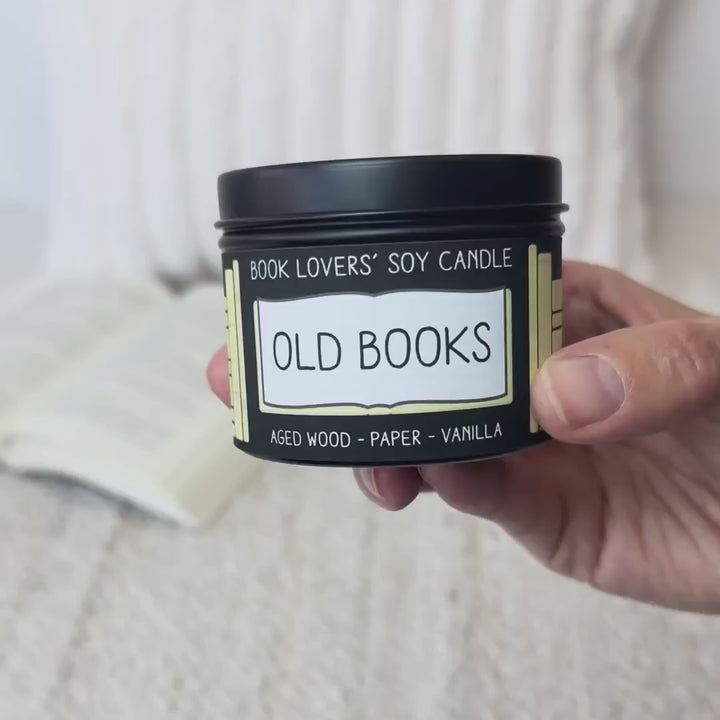 BOOK LOVERS' SOY CANDLE
OLD BOOKS
AGED WOOD - PAPER - VANILLA